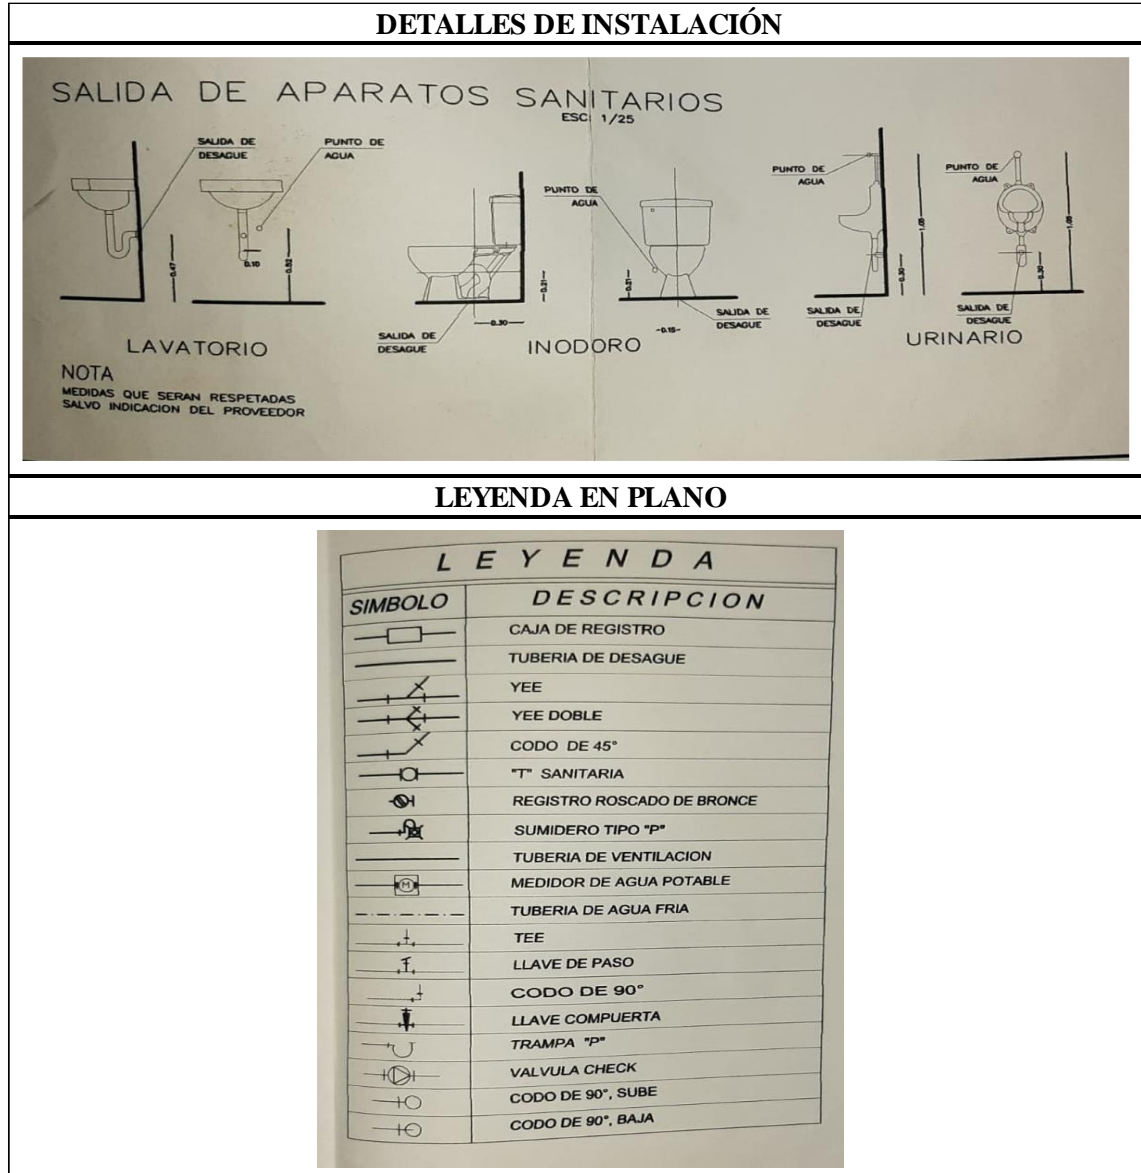 DETALLES DE INSTALACIÓN
SALIDA DE APARATOS SANITARIOS
ESC: 1/25
SALIDA DE
DESAGUE
PUNTO DE
AGUA
0.47
0.10
0.52
LAVATORIO
PUNTO DE
AGUA
0.21
0.30
SALIDA DE
DESAGUE
0.21
0.15
SALIDA DE
DESAGUE
INODORO
PUNTO DE
AGUA
1.05
0.30
SALIDA DE
DESAGUE
PUNTO DE
AGUA
1.05
0.30
SALIDA DE
DESAGUE
URINARIO
NOTA
MEDIDAS QUE SERAN RESPETADAS
SALVO INDICACION DEL PROVEEDOR
LEYENDA EN PLANO
LEYENDA
SIMBOLO DESCRIPCION
CAJA DE REGISTRO
TUBERIA DE DESAGUE
YEE
YEE DOBLE
CODO DE 45°
"T" SANITARIA
REGISTRO ROSCADO DE BRONCE
SUMIDERO TIPO "P"
TUBERIA DE VENTILACION
M MEDIDOR DE AGUA POTABLE
TUBERIA DE AGUA FRIA
TEE
LLAVE DE PASO
CODO DE 90°
LLAVE COMPUERTA
TRAMPA "P"
VALVULA CHECK
CODO DE 90°, SUBE
CODO DE 90°, BAJA